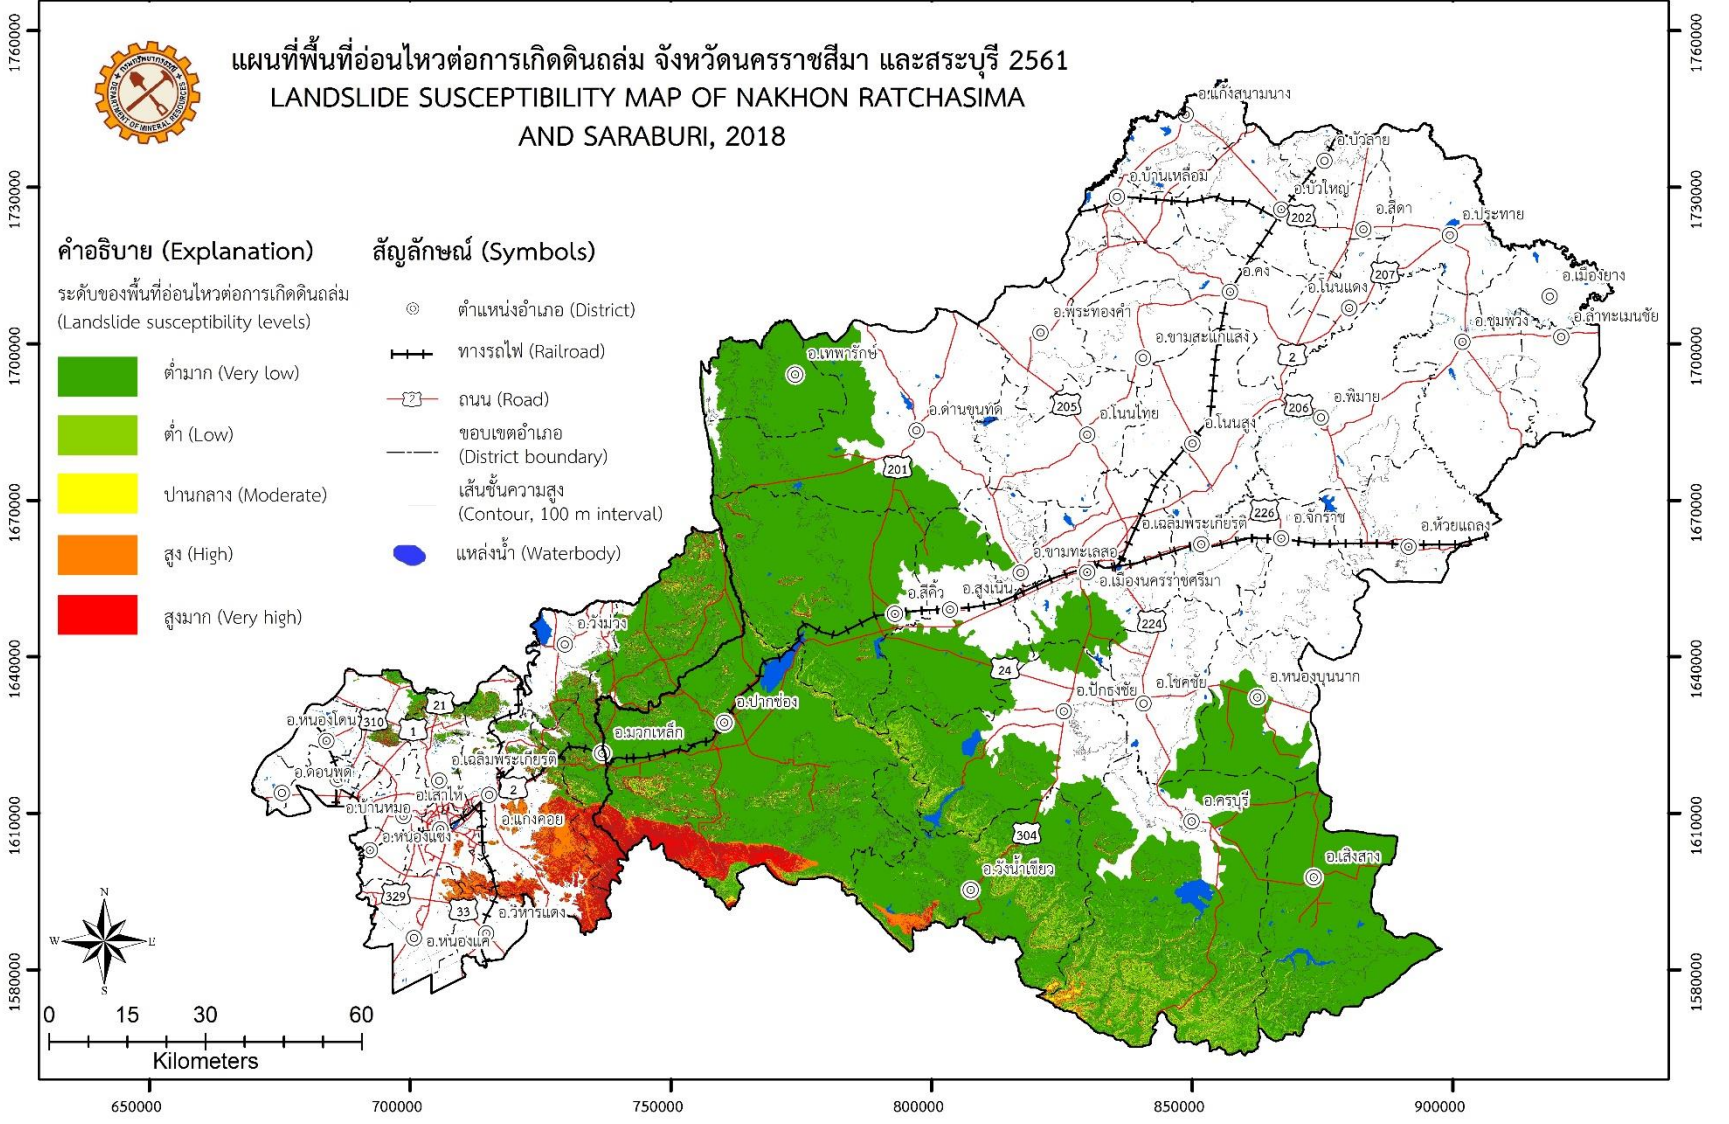 แผนที่พื้นที่อ่อนไหวต่อการเกิดดินถล่ม จังหวัดนครราชสีมา และสระบุรี 2561
LANDSLIDE SUSCEPTIBILITY MAP OF NAKHON RATCHASIMA
AND SARABURI, 2018
กรมทรัพยากรธรณี
DEPARTMENT OF MINERAL RESOURCES
คำอธิบาย (Explanation)
ระดับของพื้นที่อ่อนไหวต่อการเกิดดินถล่ม
(Landslide susceptibility levels)
ต่ำมาก (Very low)
ต่ำ (Low)
ปานกลาง (Moderate)
สูง (High)
สูงมาก (Very high)
สัญลักษณ์ (Symbols)
ตำแหน่งอำเภอ (District)
ทางรถไฟ (Railroad)
2
ถนน (Road)
ขอบเขตอำเภอ
(District boundary)
เส้นชั้นความสูง
(Contour, 100 m interval)
แหล่งน้ำ (Waterbody)
อ.แก้งสนามนาง
อ.บัวลาย
อ.บ้านเหลื่อม
อ.บัวใหญ่
202
อ.สีดา
อ.ประทาย
อ.คง
207
อ.โนนแดง
อ.เมืองยาง
อ.พระทองคำ
อ.ขามสะแกแสง
อ.ชุมพวง
อ.ลำทะเมนชัย
2
อ.เทพารักษ์
อ.ด่านขุนทด
205
อ.โนนไทย
206
อ.พิมาย
อ.โนนสูง
201
226
อ.เฉลิมพระเกียรติ
อ.จักราช
อ.ห้วยแถลง
อ.ขามทะเลสอ
อ.เมืองนครราชสีมา
อ.สีคิ้ว
อ.สูงเนิน
224
อ.วังม่วง
24
อ.ปักธงชัย
อ.โชคชัย
อ.หนองบุนนาก
อ.ปากช่อง
อ.มวกเหล็ก
21
310
อ.หนองโดน
1
อ.ดอนพุด
อ.เฉลิมพระเกียรติ
2
อ.เสาไห้
อ.บ้านหมอ
อ.แก่งคอย
อ.หนองแซง
304
อ.ครบุรี
อ.วังน้ำเขียว
อ.เสิงสาง
329
33
อ.วิหารแดง
อ.หนองแค
N
W
E
S
0 15 30 60
Kilometers
650000 700000 750000 800000 850000 900000
1760000
1730000
1700000
1670000
1640000
1610000
1580000
1760000
1730000
1700000
1670000
1640000
1610000
1580000